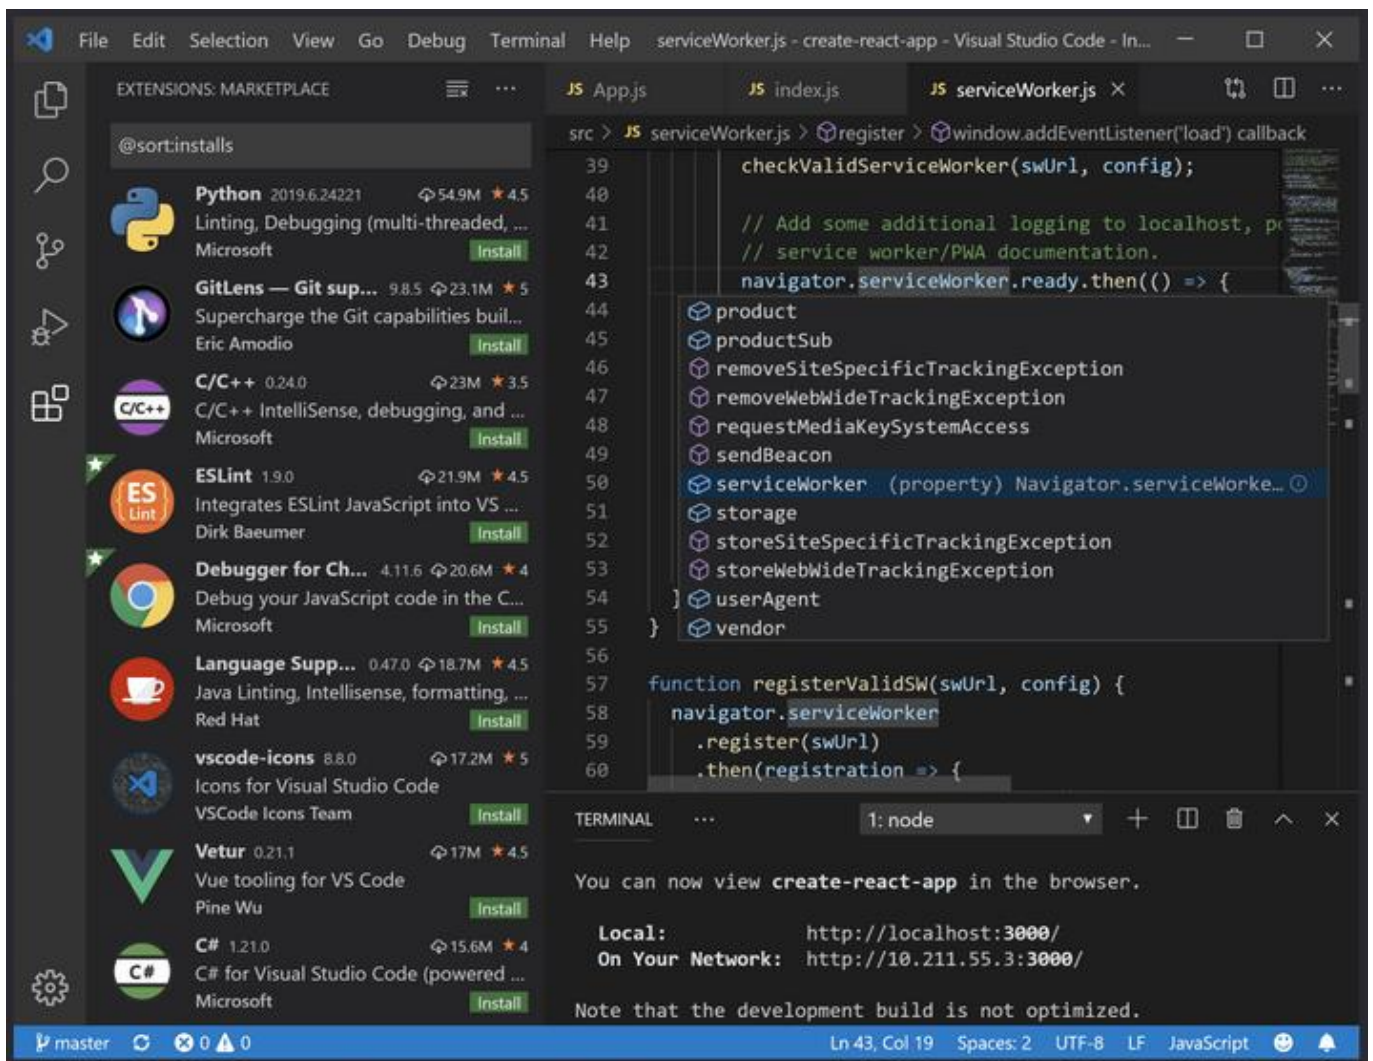 File Edit Selection View Go Debug Terminal Help serviceWorker.js - create-react-app - Visual Studio Code - In...
EXTENSIONS: MARKETPLACE
@sort:installs
Python 2019.6.24221 54.9M ★ 4.5
Linting, Debugging (multi-threaded, ...
Microsoft Install
GitLens — Git sup... 9.8.5 23.1M ★ 5
Supercharge the Git capabilities buil...
Eric Amodio Install
C/C++
C/C++ 0.24.0 23M ★ 3.5
C/C++ IntelliSense, debugging, and ...
Microsoft Install
ES
Lint
ESLint 1.9.0 21.9M ★ 4.5
Integrates ESLint JavaScript into VS ...
Dirk Baeumer Install
Debugger for Ch... 4.11.6 20.6M ★ 4
Debug your JavaScript code in the C...
Microsoft Install
Language Supp... 0.47.0 18.7M ★ 4.5
Java Linting, Intellisense, formatting, ...
Red Hat Install
vscode-icons 8.8.0 17.2M ★ 5
Icons for Visual Studio Code
VSCode Icons Team Install
Vetur 0.21.1 17M ★ 4.5
Vue tooling for VS Code
Pine Wu Install
C#
C# 1.21.0 15.6M ★ 4
C# for Visual Studio Code (powered ...
Microsoft Install
JS App.js JS index.js JS serviceWorker.js ×
src > JS serviceWorker.js > register > window.addEventListener('load') callback
39 checkValidServiceWorker(swUrl, config);
40
41 // Add some additional logging to localhost, p
42 // service worker/PWA documentation.
43 navigator.serviceWorker.ready.then(() => {
44 product
45 productSub
46 removeSiteSpecificTrackingException
47 removeWebWideTrackingException
48 requestMediaKeySystemAccess
49 sendBeacon
50 serviceWorker (property) Navigator.serviceWorke...
51 storage
52 storeSiteSpecificTrackingException
53 storeWebWideTrackingException
54 } userAgent
55 } vendor
56
57 function registerValidSW(swUrl, config) {
58 navigator.serviceWorker
59 .register(swUrl)
60 .then(registration => {
TERMINAL ... 1: node
You can now view create-react-app in the browser.
Local: http://localhost:3000/
On Your Network: http://10.211.55.3:3000/
Note that the development build is not optimized.
master 0 0 Ln 43, Col 19 Spaces: 2 UTF-8 LF JavaScript